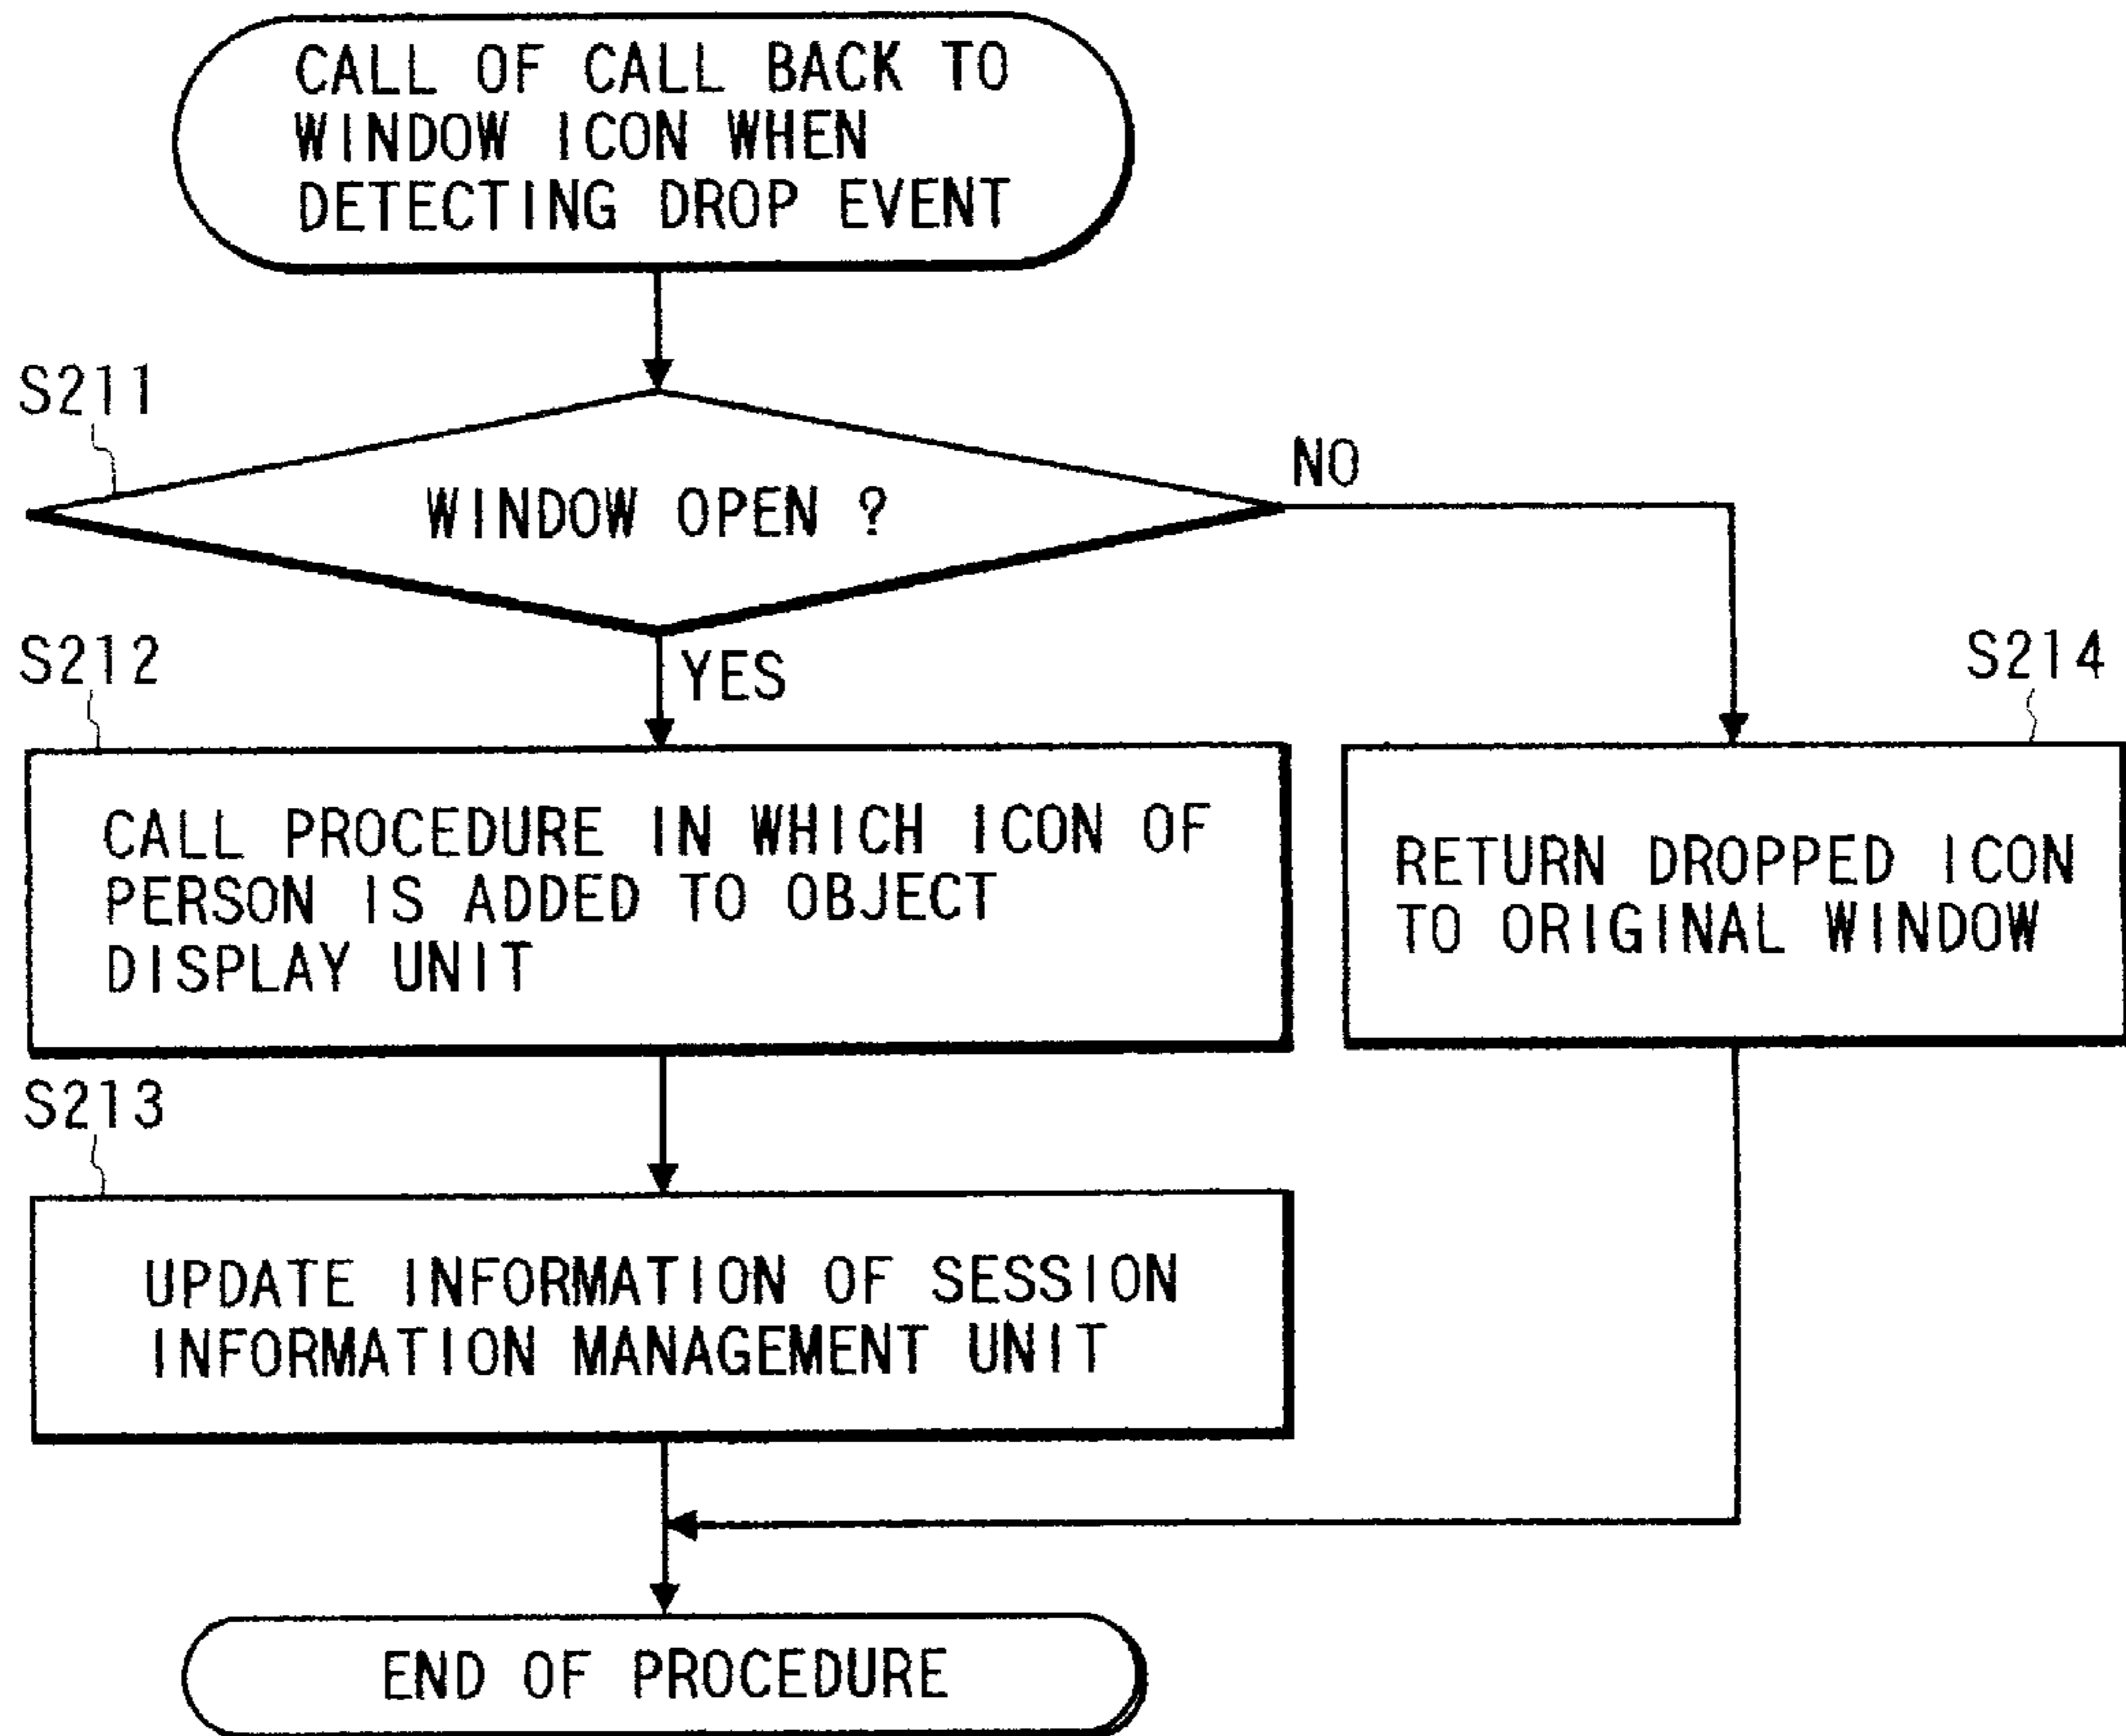 CALL OF CALL BACK TO
WINDOW ICON WHEN
DETECTING DROP EVENT
S211
WINDOW OPEN ?
NO
S212
YES
S214
CALL PROCEDURE IN WHICH ICON OF
PERSON IS ADDED TO OBJECT
DISPLAY UNIT
RETURN DROPPED ICON
TO ORIGINAL WINDOW
S213
UPDATE INFORMATION OF SESSION
INFORMATION MANAGEMENT UNIT
END OF PROCEDURE